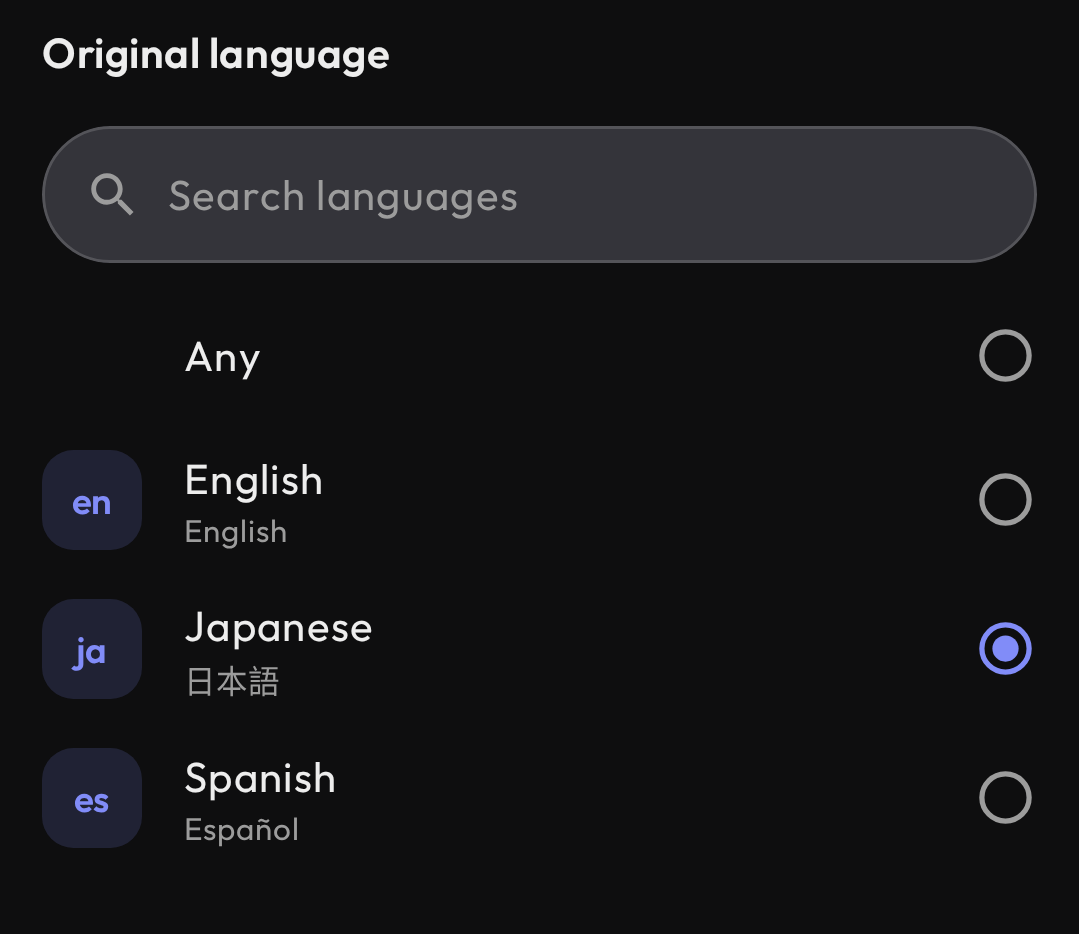 Original language
Search languages
Any
en
English
English
ja
Japanese
日本語
es
Spanish
Español